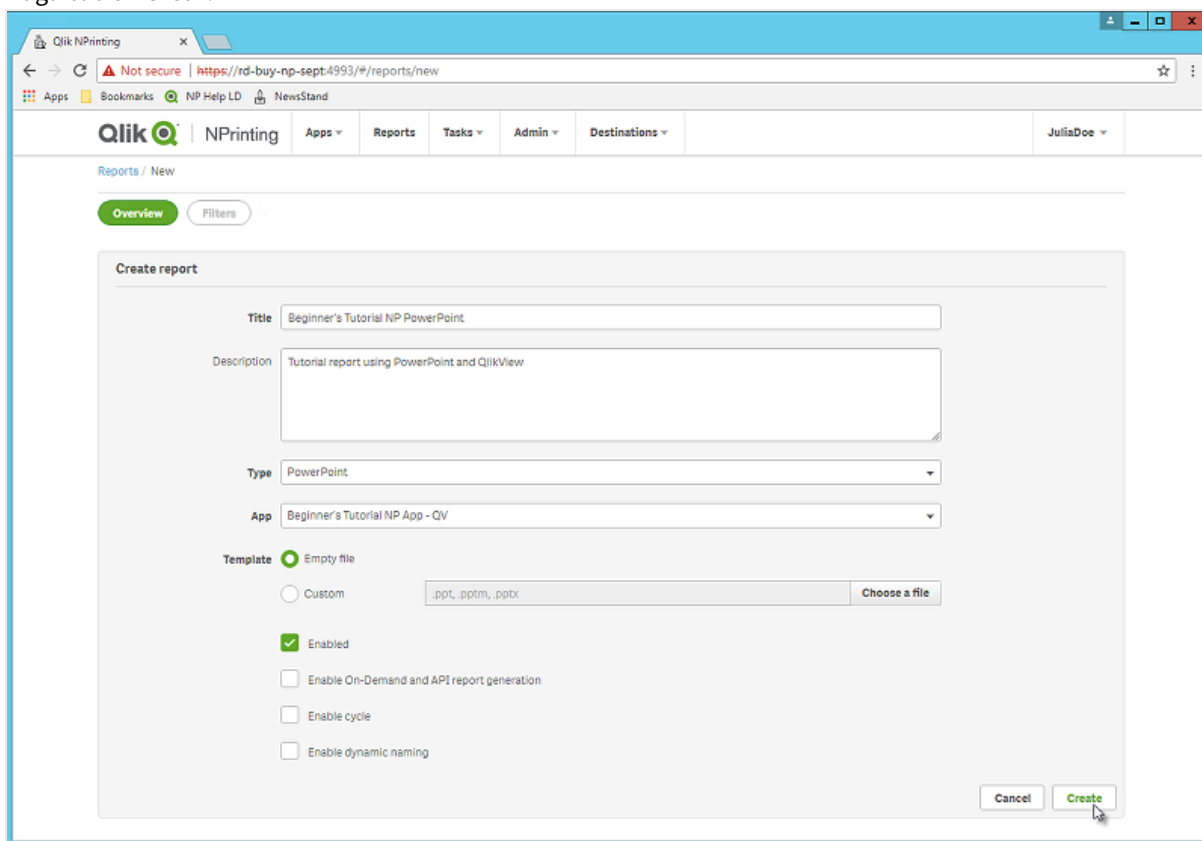 Qlik NPrinting
Not secure | https://rd-buy-np-sept:4993/#/reports/new
Apps Bookmarks NP Help LD NewsStand
Qlik NPrinting Apps Reports Tasks Admin Destinations JuliaDoe
Reports / New
Overview Filters
Create report
Title Beginner's Tutorial NP PowerPoint
Description Tutorial report using PowerPoint and QlikView
Type PowerPoint
App Beginner's Tutorial NP App - QV
Template Empty file
Custom .ppt, .pptm, .pptx Choose a file
Enabled
Enable On-Demand and API report generation
Enable cycle
Enable dynamic naming
Cancel Create